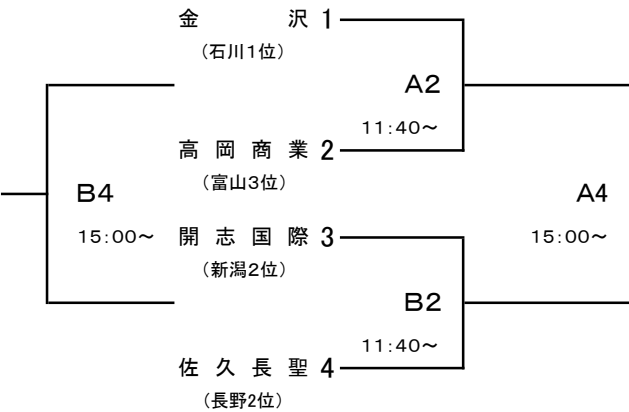 金沢 1
（石川1位）
A2
11:40～
高岡商業 2
（富山3位）
B4
A4
15:00～
開志国際 3
15:00～
（新潟2位）
B2
11:40～
佐久長聖 4
（長野2位）